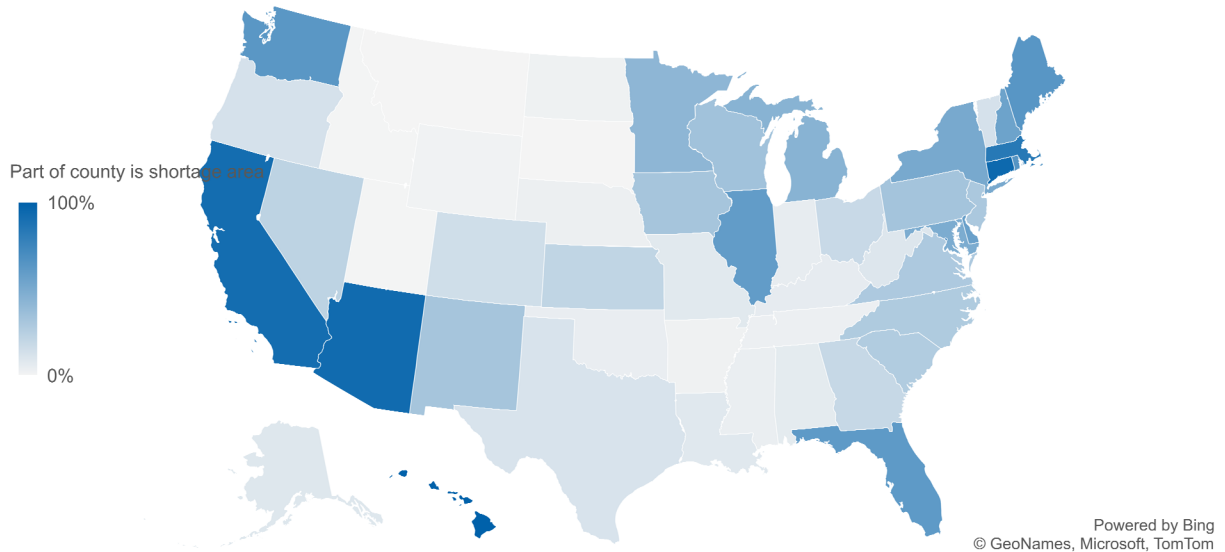 Part of county is shortage area
100%
0%
Powered by Bing
© GeoNames, Microsoft, TomTom